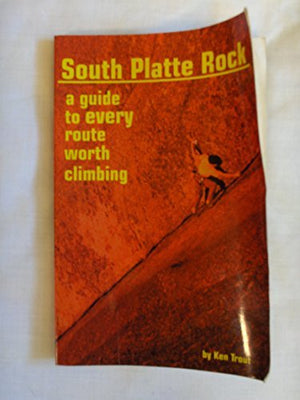 South Platte Rock
a guide
to every
route
worth
climbing
by Ken Trout